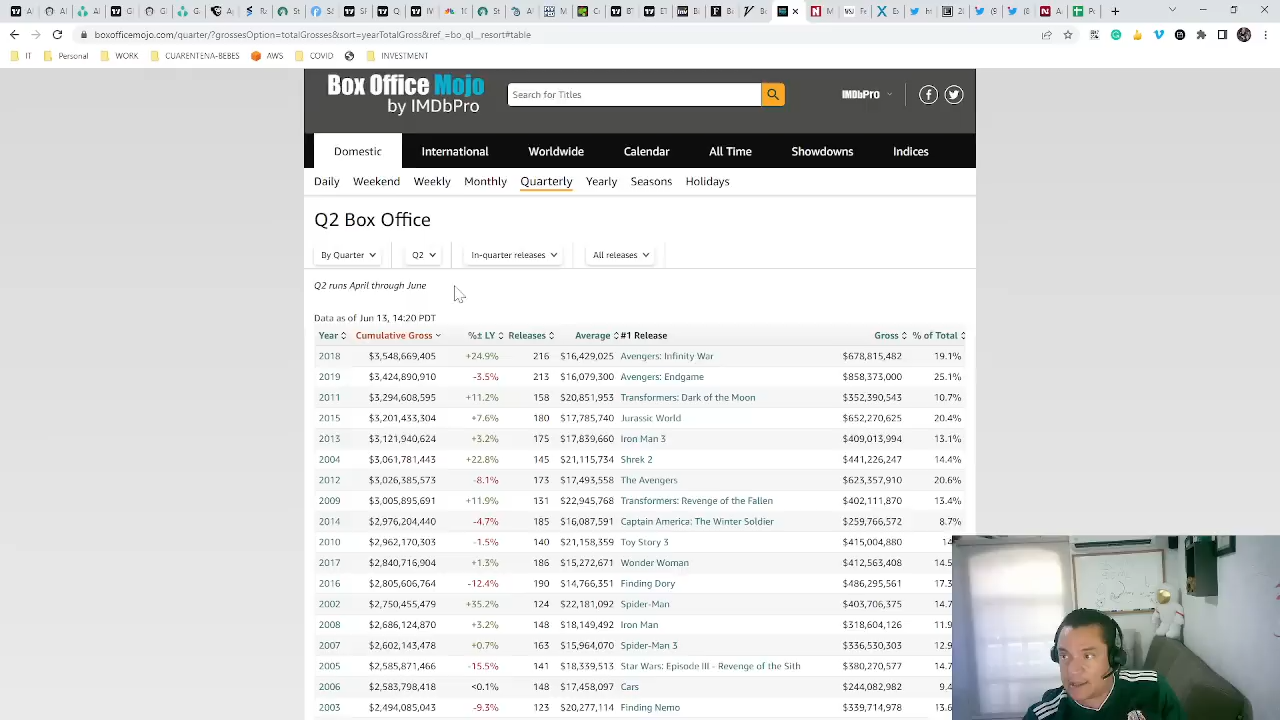 boxofficemojo.com/quarter/?grossesOption=totalGrosses&sort=yearTotalGross&ref_=bo_ql__resort#table
IT Personal WORK CUARENTENA-BEBES AWS COVID INVESTMENT
Box Office Mojo
by IMDbPro
Search for Titles
IMDbPro
Domestic International Worldwide Calendar All Time Showdowns Indices
Daily Weekend Weekly Monthly Quarterly Yearly Seasons Holidays
Q2 Box Office
By Quarter Q2 In-quarter releases All releases
Q2 runs April through June
Data as of Jun 13, 14:20 PDT
Year Cumulative Gross %± LY Releases Average #1 Release Gross % of Total
2018 $3,548,669,405 +24.9% 216 $16,429,025 Avengers: Infinity War $678,815,482 19.1%
2019 $3,424,890,910 -3.5% 213 $16,079,300 Avengers: Endgame $858,373,000 25.1%
2011 $3,294,608,595 +11.2% 158 $20,851,953 Transformers: Dark of the Moon $352,390,543 10.7%
2015 $3,201,433,304 +7.6% 180 $17,785,740 Jurassic World $652,270,625 20.4%
2013 $3,121,940,624 +3.2% 175 $17,839,660 Iron Man 3 $409,013,994 13.1%
2004 $3,061,781,443 +22.8% 145 $21,115,734 Shrek 2 $441,226,247 14.4%
2012 $3,026,385,573 -8.1% 173 $17,493,558 The Avengers $623,357,910 20.6%
2009 $3,005,895,691 +11.9% 131 $22,945,768 Transformers: Revenge of the Fallen $402,111,870 13.4%
2014 $2,976,204,440 -4.7% 185 $16,087,591 Captain America: The Winter Soldier $259,766,572 8.7%
2010 $2,962,170,303 -1.5% 140 $21,158,359 Toy Story 3 $415,004,880 14
2017 $2,840,716,904 +1.3% 186 $15,272,671 Wonder Woman $412,563,408 14.5
2016 $2,805,606,764 -12.4% 190 $14,766,351 Finding Dory $486,295,561 17.3
2002 $2,750,455,479 +35.2% 124 $22,181,092 Spider-Man $403,706,375 14.7
2008 $2,686,124,870 +3.2% 148 $18,149,492 Iron Man $318,604,126 11.9
2007 $2,602,143,478 +0.7% 163 $15,964,070 Spider-Man 3 $336,530,303 12.9
2005 $2,585,871,466 -15.5% 141 $18,339,513 Star Wars: Episode III - Revenge of the Sith $380,270,577 14.7
2006 $2,583,798,418 <0.1% 148 $17,458,097 Cars $244,082,982 9.4
2003 $2,494,085,043 -9.3% 123 $20,277,114 Finding Nemo $339,714,978 13.6